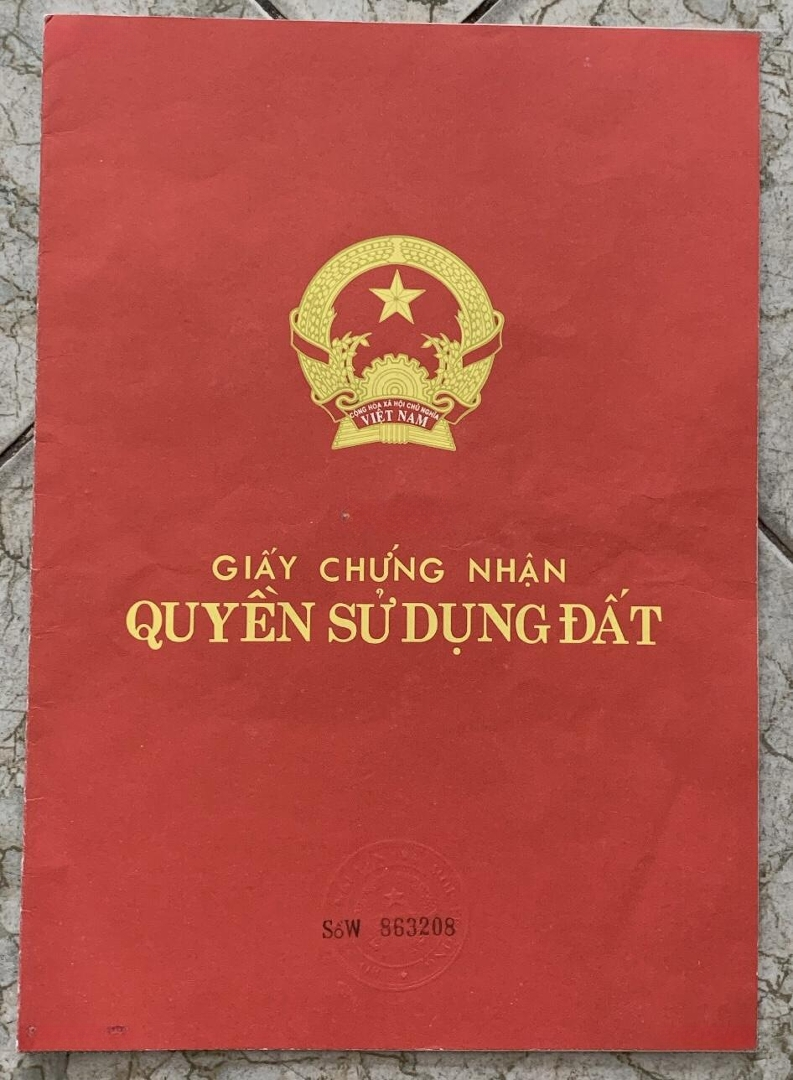 CỘNG HÒA XÃ HỘI CHỦ NGHĨA
VIỆT NAM
GIẤY CHỨNG NHẬN
QUYỀN SỬ DỤNG ĐẤT
Số W 863208